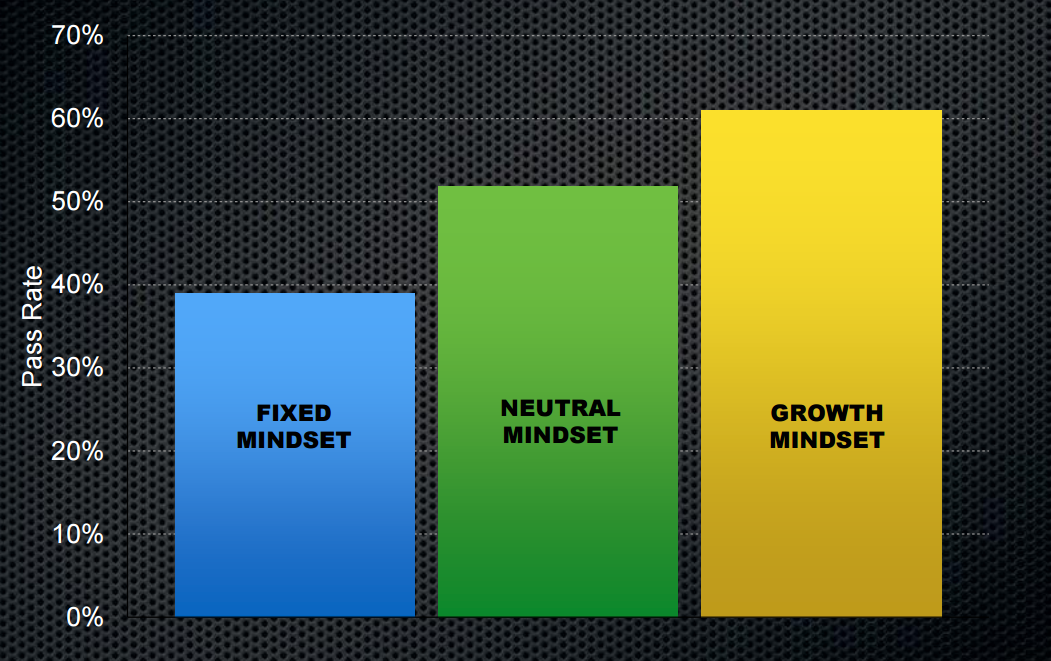 70%
60%
50%
40%
30%
20%
10%
0%
Pass Rate
FIXED
MINDSET
NEUTRAL
MINDSET
GROWTH
MINDSET